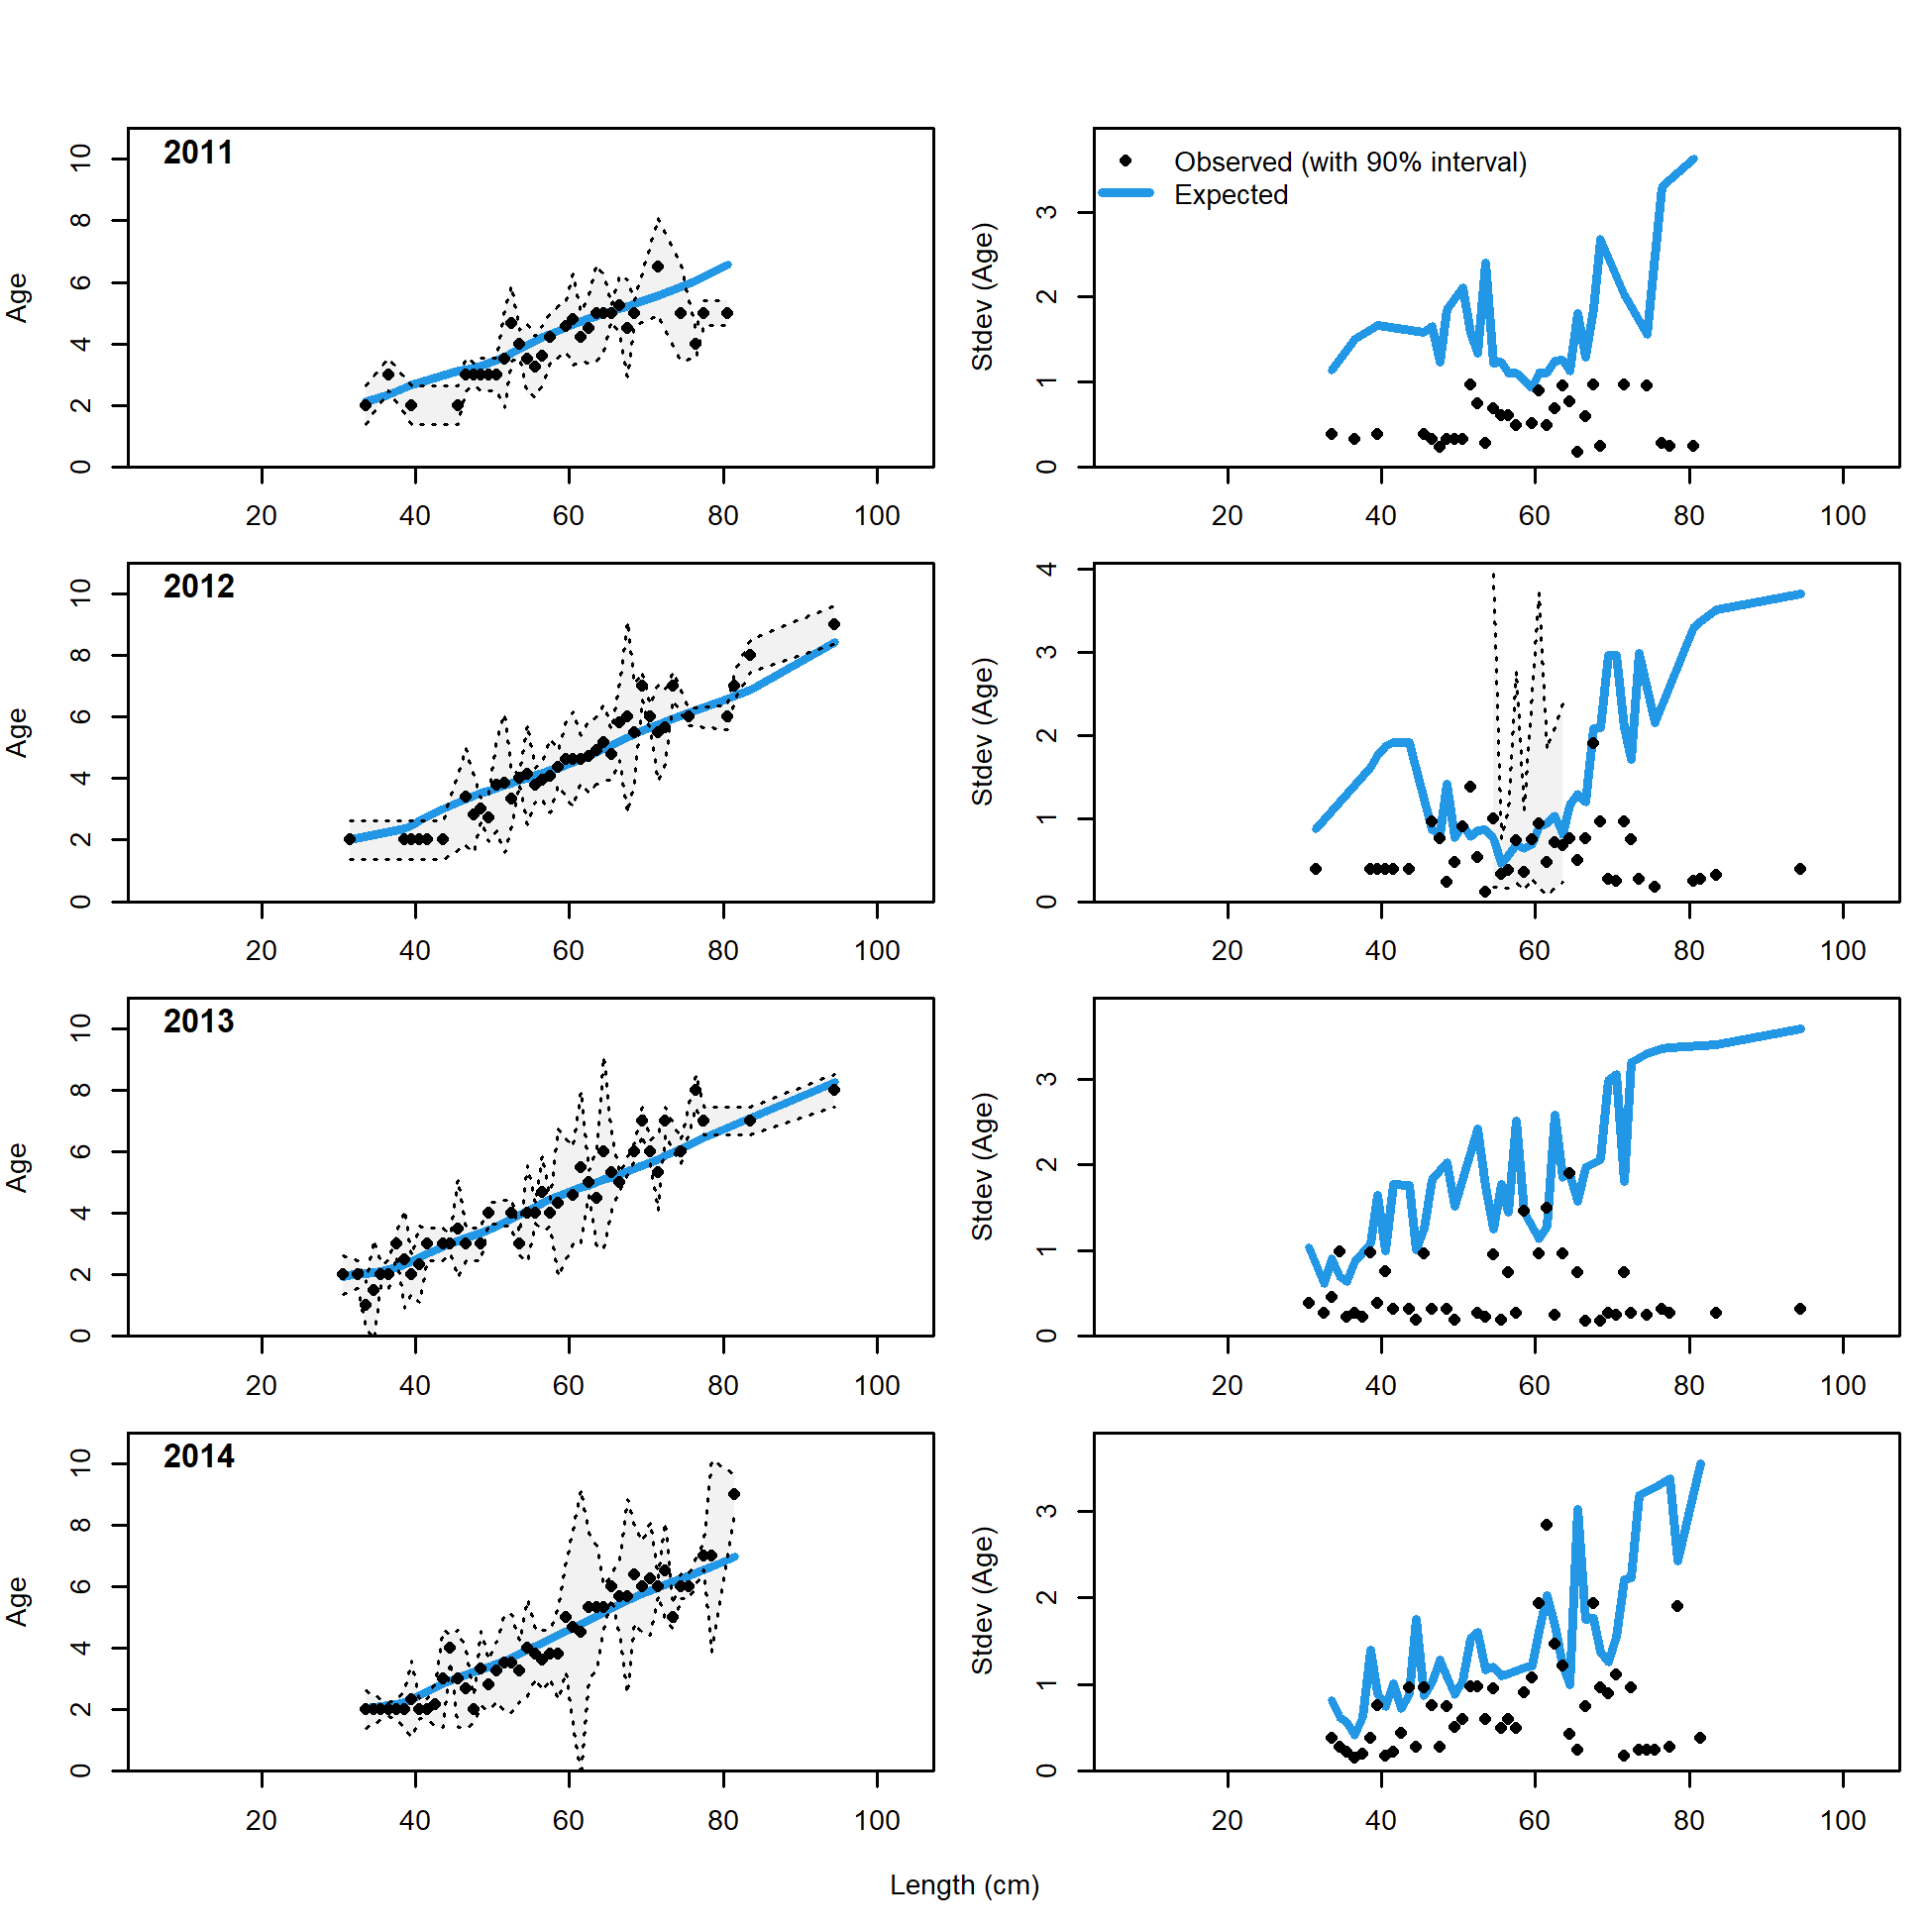 2011
Age
0 2 4 6 8 10
20 40 60 80 100
Observed (with 90% interval)
Expected
Stdev (Age)
0 1 2 3
20 40 60 80 100
2012
Age
0 2 4 6 8 10
20 40 60 80 100
Stdev (Age)
0 1 2 3 4
20 40 60 80 100
2013
Age
0 2 4 6 8 10
20 40 60 80 100
Stdev (Age)
0 1 2 3
20 40 60 80 100
2014
Age
0 2 4 6 8 10
20 40 60 80 100
Stdev (Age)
0 1 2 3
20 40 60 80 100
Length (cm)